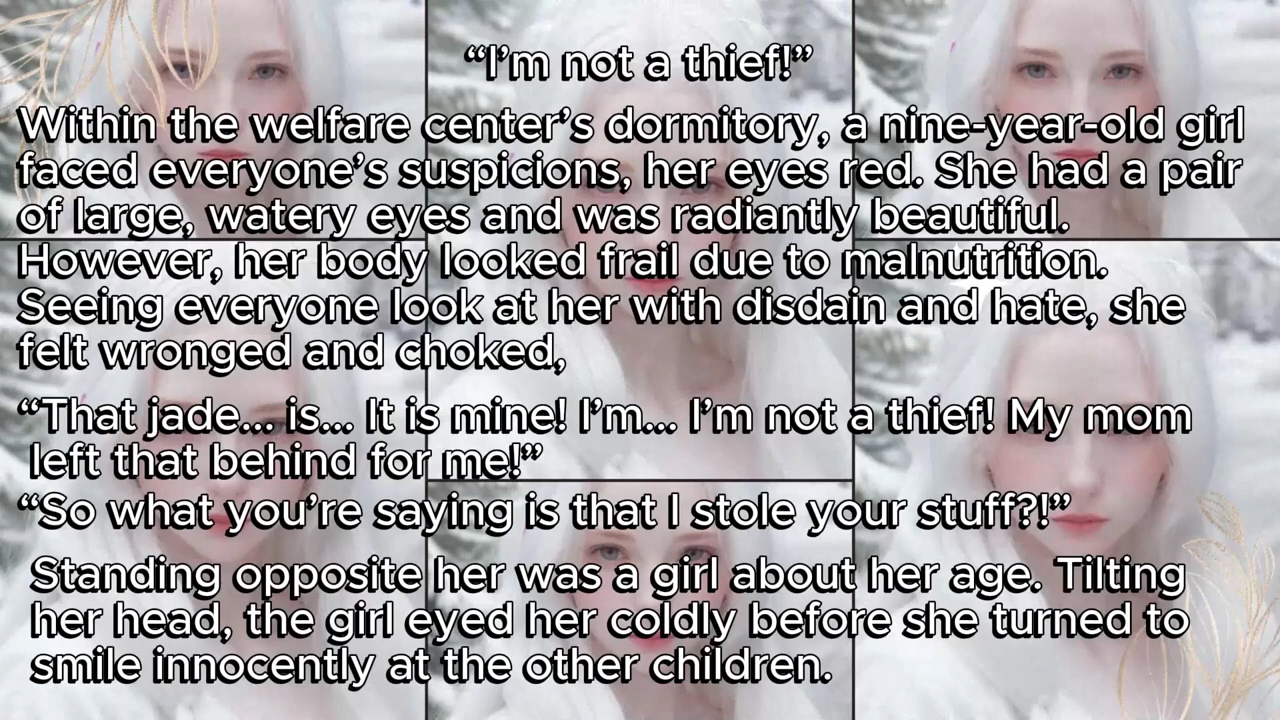 “I’m not a thief!”
Within the welfare center’s dormitory, a nine-year-old girl
faced everyone’s suspicions, her eyes red. She had a pair
of large, watery eyes and was radiantly beautiful.
However, her body looked frail due to malnutrition.
Seeing everyone look at her with disdain and hate, she
felt wronged and choked,
“That jade... is... It is mine! I’m... I’m not a thief! My mom
left that behind for me!”
“So what you’re saying is that I stole your stuff?!”
Standing opposite her was a girl about her age. Tilting
her head, the girl eyed her coldly before she turned to
smile innocently at the other children.